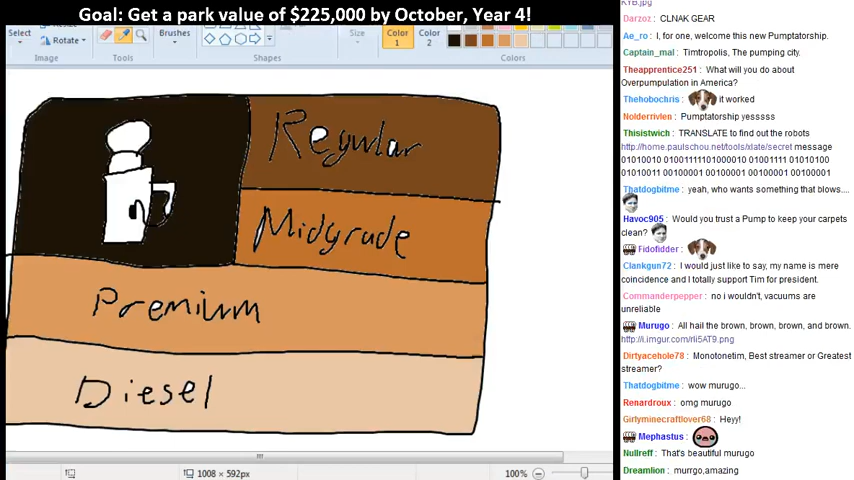 Goal: Get a park value of $225,000 by October, Year 4!
Select
Rotate
Image
Brushes
Shapes
Size
Color
1
Color
2
Colors
Regular
Midgrade
Premium
Diesel
1008 × 592px
100%
KYB.jpg
Darzoz : CLNAK GEAR
Ae_ro : I, for one, welcome this new Pumptatorship.
Captain_mal : Timtropolis, The pumping city.
Theapprentice251 : What will you do about
Overpumpulation in America?
Thehobochris : it worked
Nolderrivlen : Pumptatorship yesssss
Thisistwich : TRANSLATE to find out the robots
http://home.paulschou.net/tools/xlate/secret message
01010010 0100111101000010 01001111 01010100
01010011 00100001 00100001 00100001 00100001
Thatdogbitme : yeah, who wants something that blows....
Havoc905 : Would you trust a Pump to keep your carpets
clean?
Fidofidder :
Clankgun72 : I would just like to say, my name is mere
coincidence and I totally support Tim for president.
Commanderpepper : no i wouldn't, vacuums are
unreliable
Murugo : All hail the brown, brown, brown, and brown.
http://i.imgur.com/rli5AT9.png
Dirtyacehole78 : Monotonetim, Best streamer or Greatest
streamer?
Thatdogbitme : wow murugo...
Renardroux : omg murugo
Girlyminecraftlover68 : Heyy!
Mephastus :
Nullreff : That's beautiful murugo
Dreamlion : murrgo,amazing